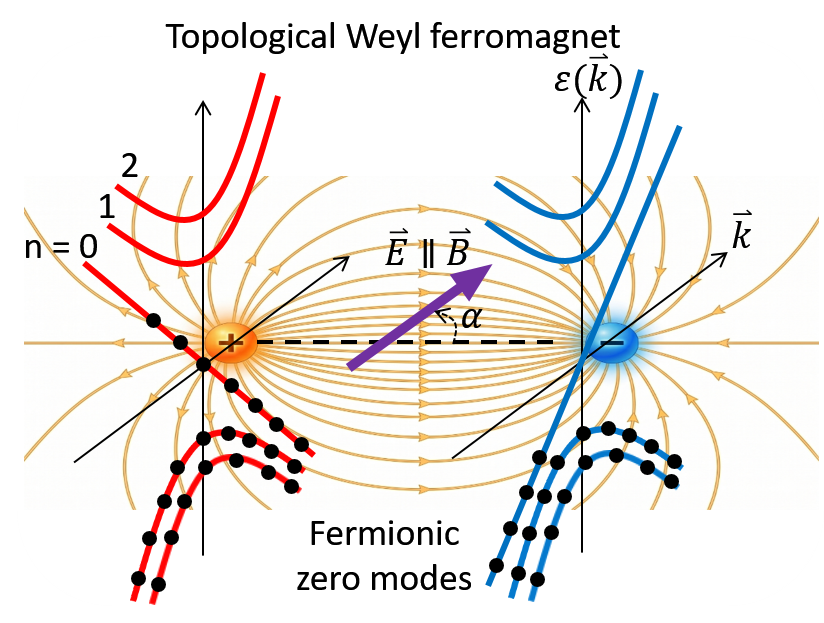 Topological Weyl ferromagnet
ε(k⃗)
2
1
n = 0
E⃗ ∥ B⃗
k⃗
α
+
−
Fermionic
zero modes